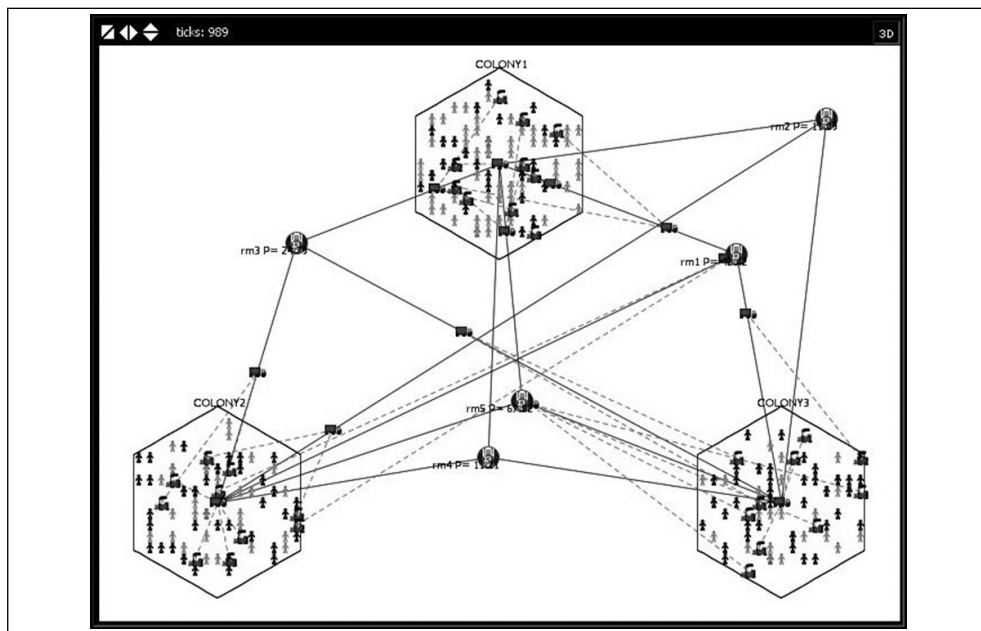 ticks: 989
3D
COLONY1
rm2 P=
rm3 P=
rm1 P=
COLONY2
COLONY3
rm5 P=
rm4 P=